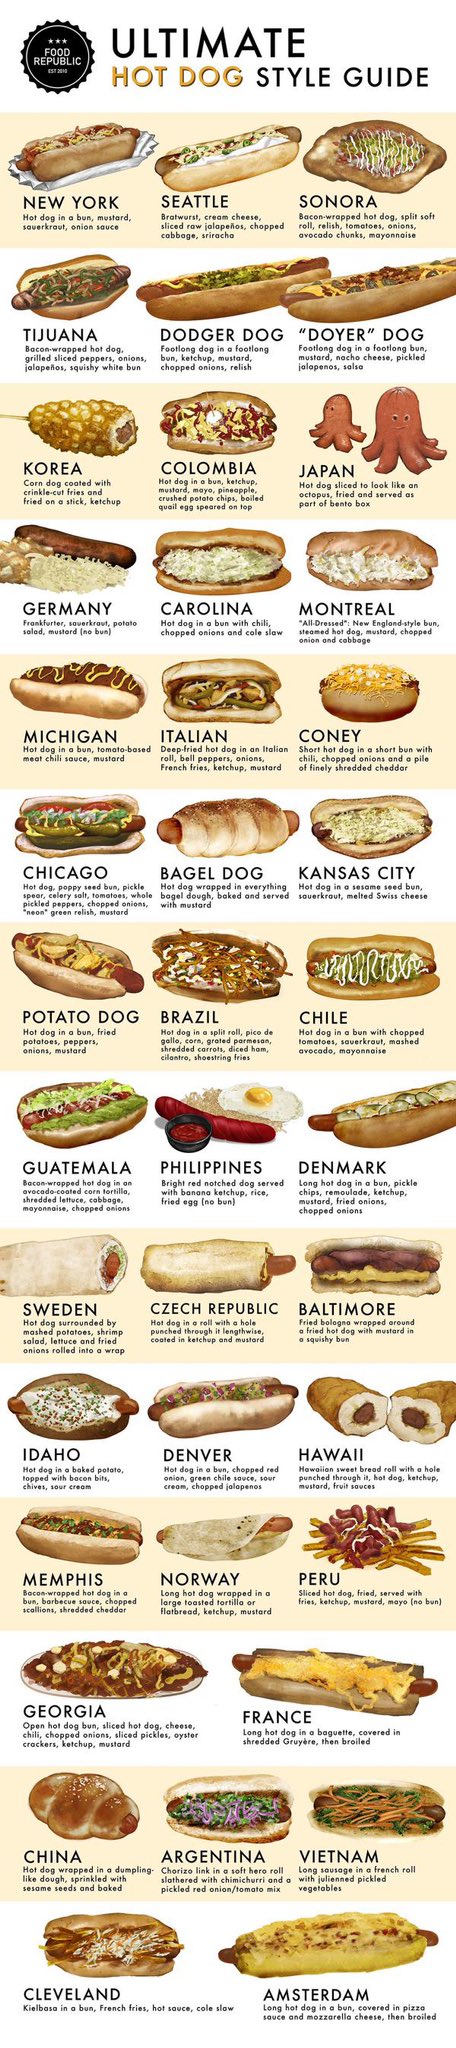 ★★★
FOOD
REPUBLIC
EST 2010
ULTIMATE
HOT DOG STYLE GUIDE
NEW YORK
Hot dog in a bun, mustard,
sauerkraut, onion sauce
SEATTLE
Bratwurst, cream cheese,
sliced raw jalapeños, chopped
cabbage, sriracha
SONORA
Bacon-wrapped hot dog, split soft
roll, relish, tomatoes, onions,
avocado chunks, mayonnaise
TIJUANA
Bacon-wrapped hot dog,
grilled sliced peppers, onions,
jalapeños, squishy white bun
DODGER DOG
Footlong dog in a footlong
bun, ketchup, mustard,
chopped onions, relish
"DOYER" DOG
Footlong dog in a footlong bun,
mustard, nacho cheese, pickled
jalapenos, salsa
KOREA
Corn dog coated with
crinkle-cut fries and
fried on a stick, ketchup
COLOMBIA
Hot dog in a bun, ketchup,
mustard, mayo, pineapple,
crushed potato chips, boiled
quail egg speared on top
JAPAN
Hot dog sliced to look like an
octopus, fried and served as
part of bento box
GERMANY
Frankfurter, sauerkraut, potato
salad, mustard (no bun)
CAROLINA
Hot dog in a bun with chili,
chopped onions and cole slaw
MONTREAL
"All-Dressed": New England-style bun,
steamed hot dog, mustard, chopped
onion and cabbage
MICHIGAN
Hot dog in a bun, tomato-based
meat chili sauce, mustard
ITALIAN
Deep-fried hot dog in an Italian
roll, bell peppers, onions,
French fries, ketchup, mustard
CONEY
Short hot dog in a short bun with
chili, chopped onions and a pile
of finely shredded cheddar
CHICAGO
Hot dog, poppy seed bun, pickle
spear, celery salt, tomatoes, whole
pickled peppers, chopped onions,
"neon" green relish, mustard
BAGEL DOG
Hot dog wrapped in everything
bagel dough, baked and served
with mustard
KANSAS CITY
Hot dog in a sesame seed bun,
sauerkraut, melted Swiss cheese
POTATO DOG
Hot dog in a bun, fried
potatoes, peppers,
onions, mustard
BRAZIL
Hot dog in a split roll, pico de
gallo, corn, grated parmesan,
shredded carrots, diced ham,
cilantro, shoestring fries
CHILE
Hot dog in a bun with chopped
tomatoes, sauerkraut, mashed
avocado, mayonnaise
GUATEMALA
Bacon-wrapped hot dog in an
avocado-coated corn tortilla,
shredded lettuce, cabbage,
mayonnaise, chopped onions
PHILIPPINES
Bright red notched dog served
with banana ketchup, rice,
fried egg (no bun)
DENMARK
Long hot dog in a bun, pickle
chips, remoulade, ketchup,
mustard, fried onions,
chopped onions
SWEDEN
Hot dog surrounded by
mashed potatoes, shrimp
salad, lettuce and fried
onions rolled into a wrap
CZECH REPUBLIC
Hot dog in a roll with a hole
punched through it lengthwise,
coated in ketchup and mustard
BALTIMORE
Fried bologna wrapped around
a fried hot dog with mustard in
a squishy bun
IDAHO
Hot dog in a baked potato,
topped with bacon bits,
chives, sour cream
DENVER
Hot dog in a bun, chopped red
onion, green chile sauce, sour
cream, chopped jalapenos
HAWAII
Hawaiian sweet bread roll with a hole
punched through it, hot dog, ketchup,
mustard, fruit sauces
MEMPHIS
Bacon-wrapped hot dog in a
bun, barbecue sauce, chopped
scallions, shredded cheddar
NORWAY
Long hot dog wrapped in a
large toasted tortilla or
flatbread, ketchup, mustard
PERU
Sliced hot dog, fried, served with
fries, ketchup, mustard, mayo (no bun)
GEORGIA
Open hot dog bun, sliced hot dog, cheese,
chili, chopped onions, sliced pickles, oyster
crackers, ketchup, mustard
FRANCE
Long hot dog in a baguette, covered in
shredded Gruyère, then broiled
CHINA
Hot dog wrapped in a dumpling-
like dough, sprinkled with
sesame seeds and baked
ARGENTINA
Chorizo link in a soft hero roll
slathered with chimichurri and a
pickled red onion/tomato mix
VIETNAM
Long sausage in a french roll
with julienned pickled
vegetables
CLEVELAND
Kielbasa in a bun, French fries, hot sauce, cole slaw
AMSTERDAM
Long hot dog in a bun, covered in pizza
sauce and mozzarella cheese, then broiled